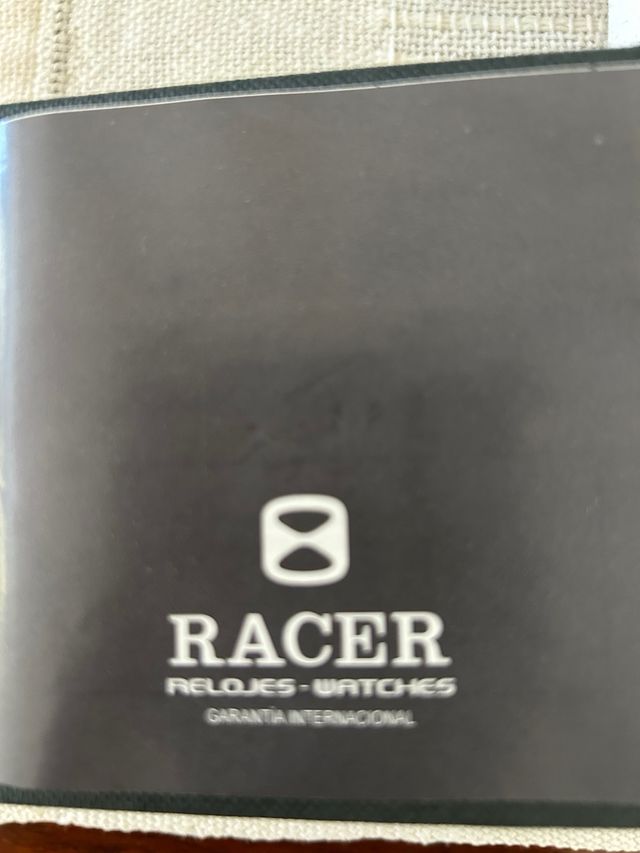 RACER
RELOJES - WATCHES
GARANTÍA INTERNACIONAL